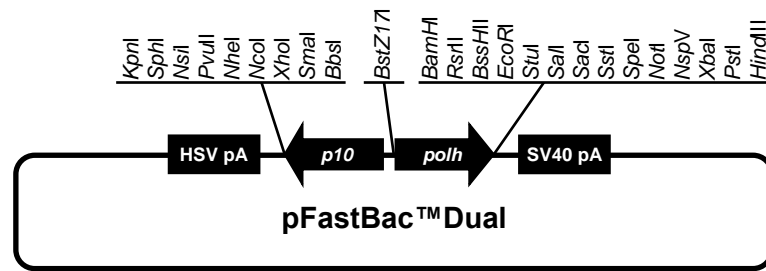 KpnI SphI NsiI PvuII NheI NcoI XhoI SmaI BbsI BstZ17I BamHI RsrII BssHII EcoRI StuI SalI SacI SstI SpeI NotI NspV XbaI PstI HindIII
HSV pA p10 polh SV40 pA
pFastBac™Dual